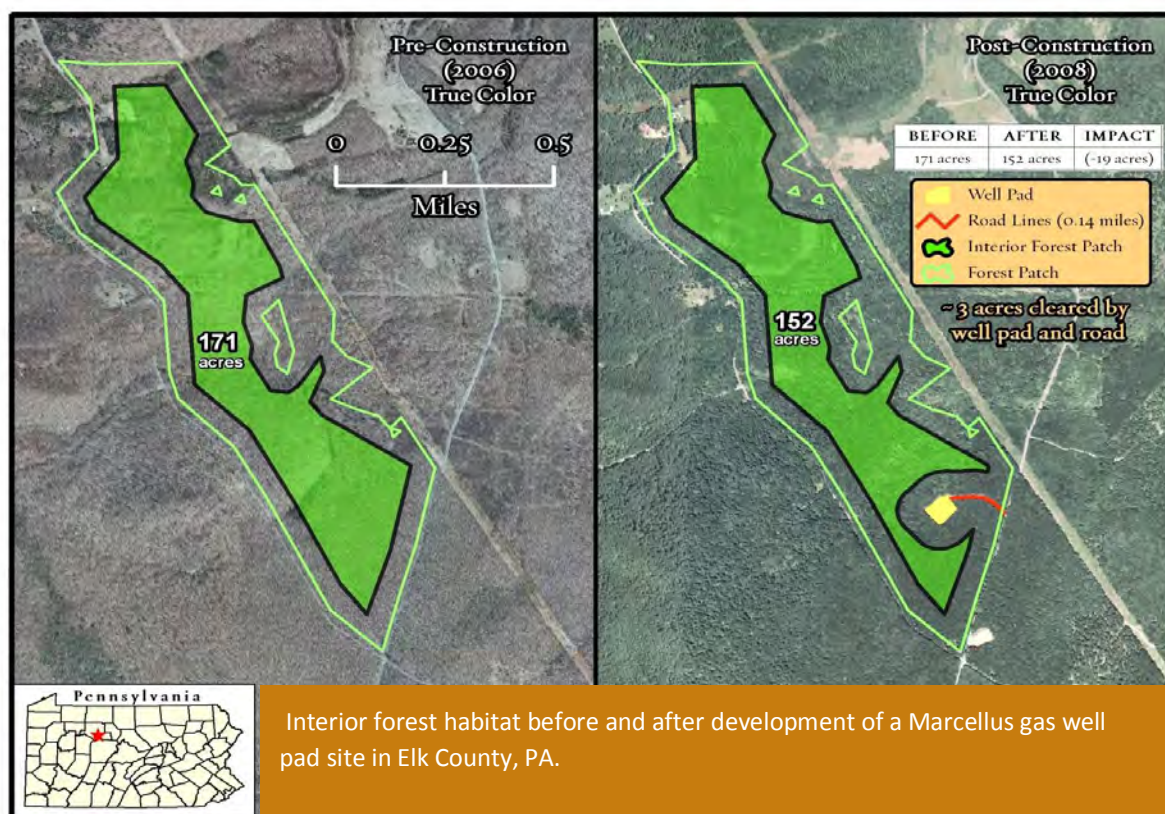 Pre-Construction
(2006)
True Color
0 0.25 0.5
Miles
171
acres
Post-Construction
(2008)
True Color
BEFORE AFTER IMPACT
171 acres 152 acres (-19 acres)
Well Pad
Road Lines (0.14 miles)
Interior Forest Patch
Forest Patch
~ 3 acres cleared by
well pad and road
152
acres
Pennsylvania
Interior forest habitat before and after development of a Marcellus gas well
pad site in Elk County, PA.